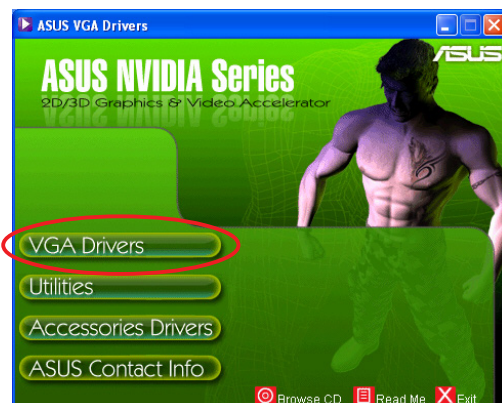 ASUS VGA Drivers
ASUS
ASUS NVIDIA Series
2D/3D Graphics & Video Accelerator
VGA Drivers
Utilities
Accessories Drivers
ASUS Contact Info
Browse CD Read Me Exit